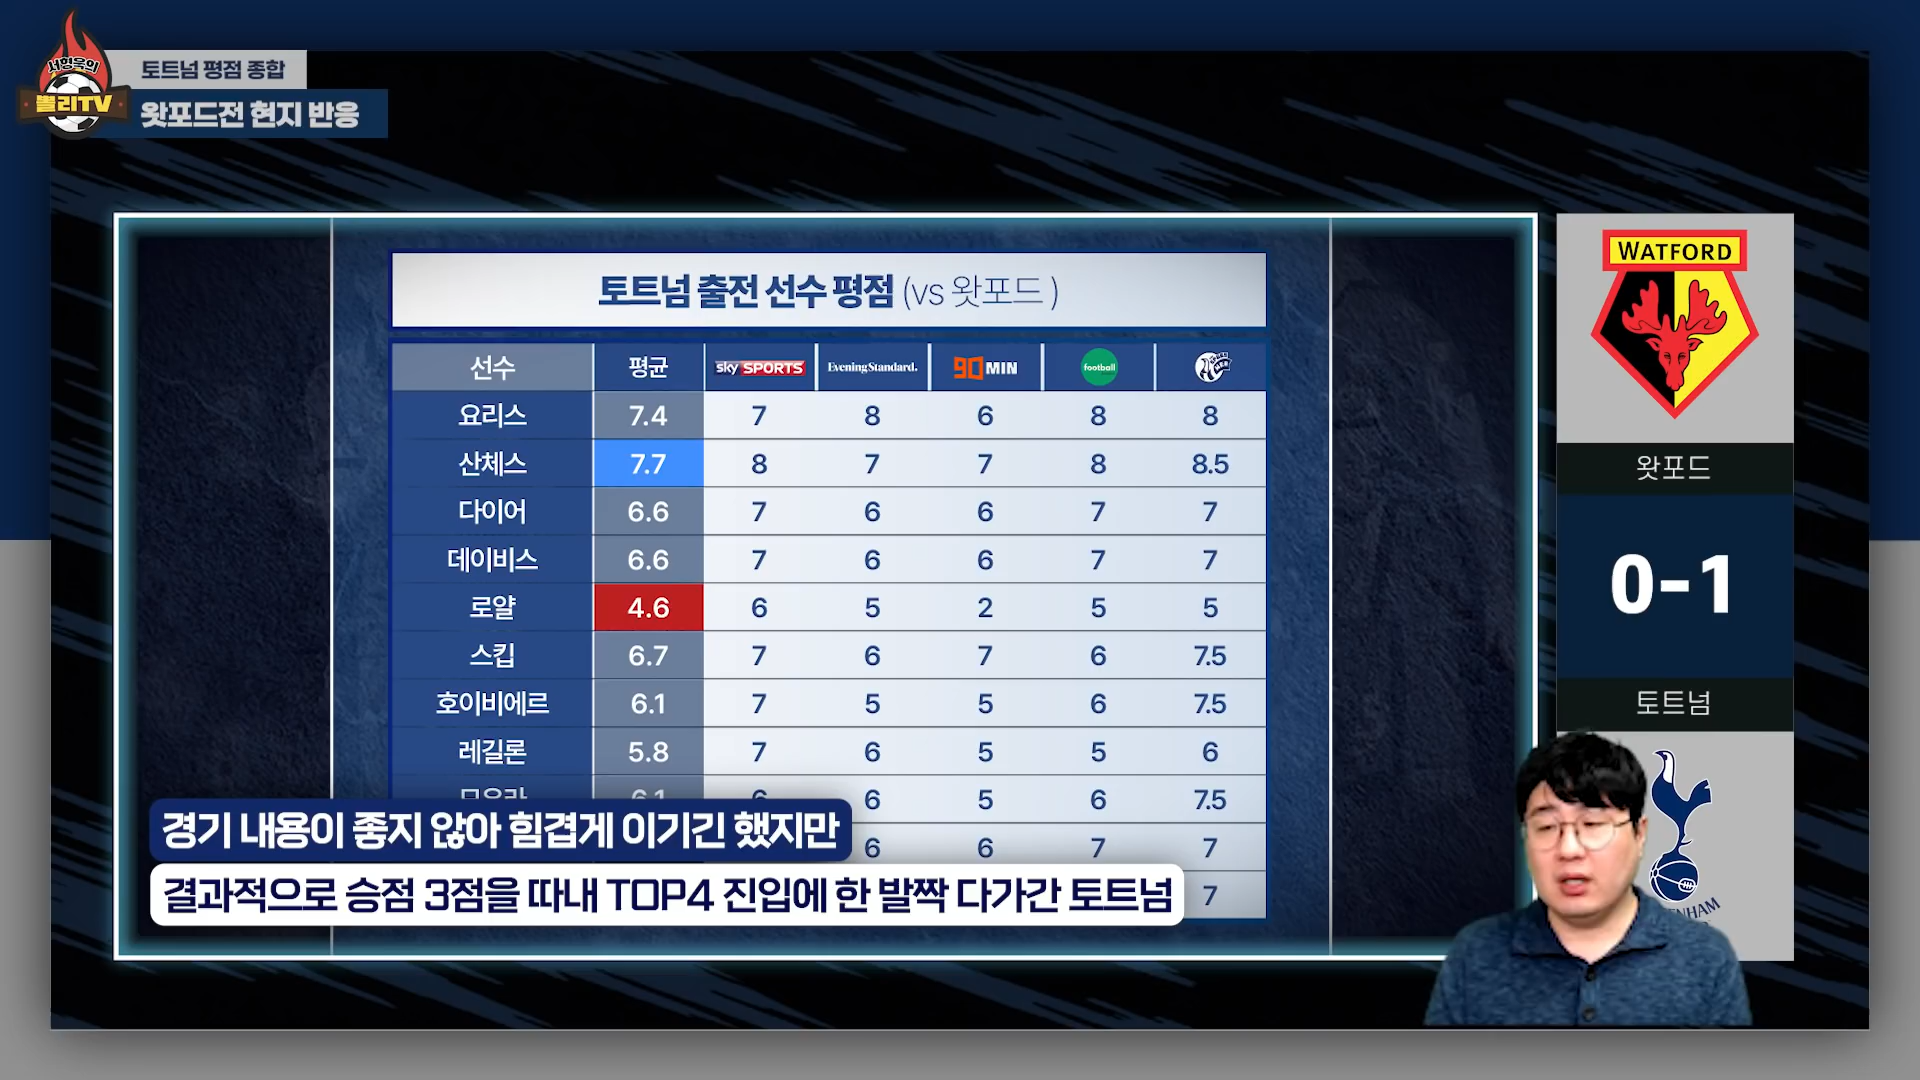 서형욱의
뽈리TV
토트넘 평점 종합
왓포드전 현지 반응
토트넘 출전 선수 평점 (vs 왓포드)
선수 평균 sky SPORTS Evening Standard. 90MIN football
요리스 7.4 7 8 6 8 8
산체스 7.7 8 7 7 8 8.5
다이어 6.6 7 6 6 7 7
데이비스 6.6 7 6 6 7 7
로얄 4.6 6 5 2 5 5
스킵 6.7 7 6 7 6 7.5
호이비에르 6.1 7 5 5 6 7.5
레길론 5.8 7 6 5 5 6
모우라 6.1 6 6 5 6 7.5
6 6 7 7
7
경기 내용이 좋지 않아 힘겹게 이기긴 했지만
결과적으로 승점 3점을 따내 TOP4 진입에 한 발짝 다가간 토트넘
WATFORD
왓포드
0-1
토트넘